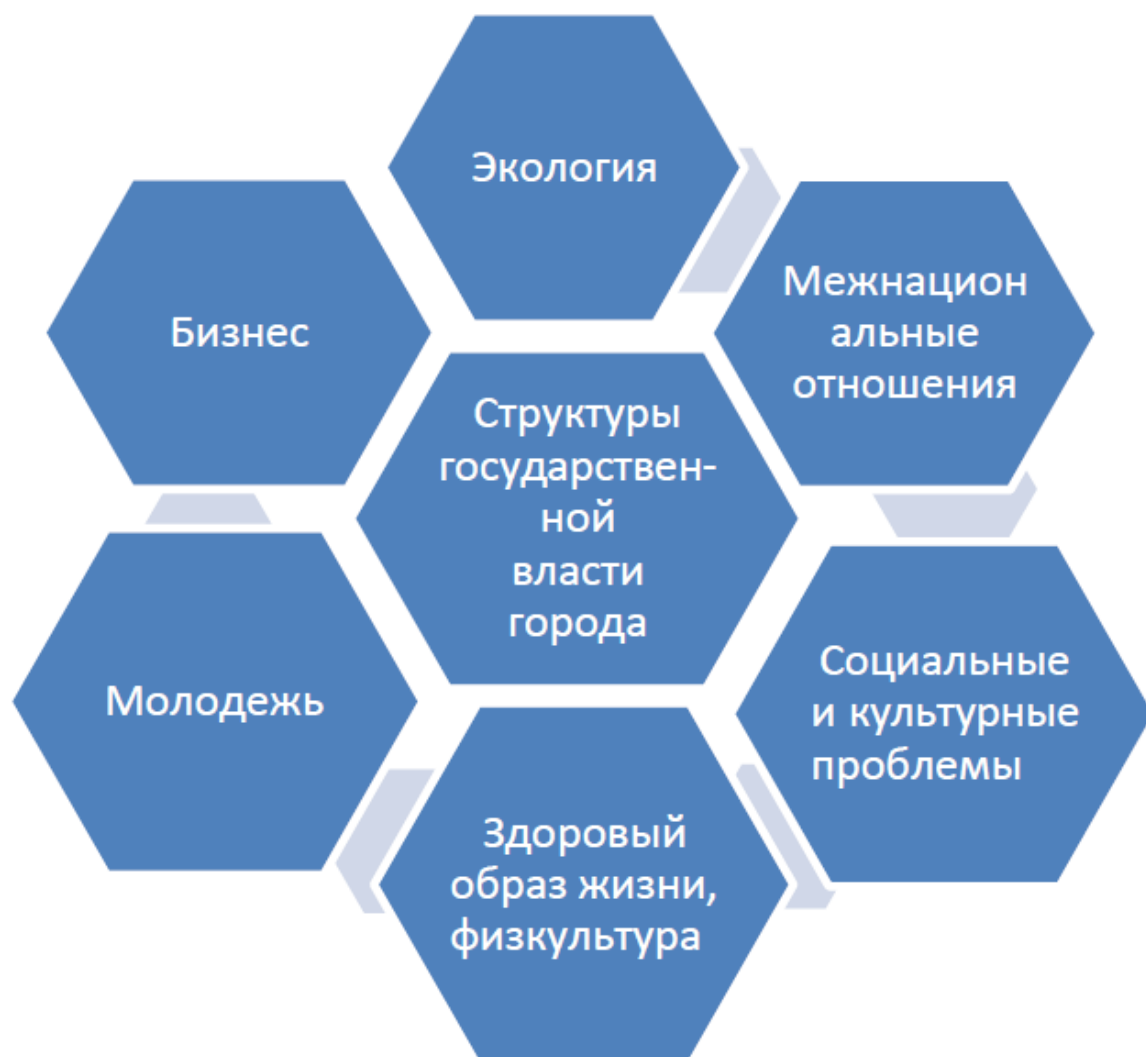 Экология
Межнацион
альные
отношения
Бизнес
Структуры
государствен-
ной
власти
города
Социальные
и культурные
проблемы
Молодежь
Здоровый
образ жизни,
физкультура